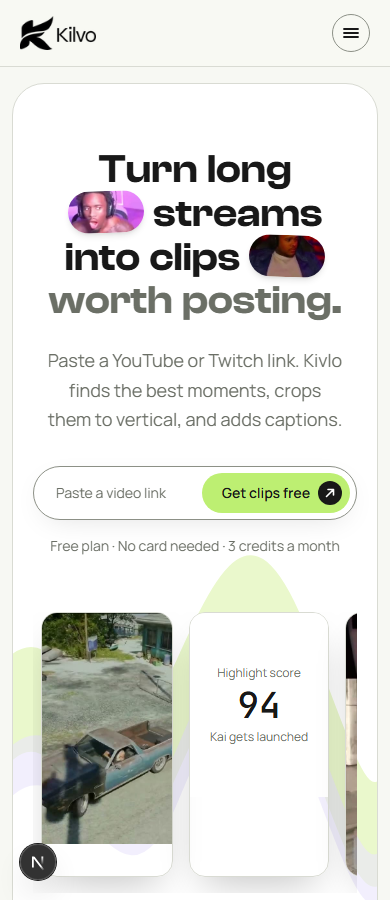 Kilvo
Turn long
streams
into clips
worth posting.
Paste a YouTube or Twitch link. Kivlo
finds the best moments, crops
them to vertical, and adds captions.
Paste a video link
Get clips free
Free plan · No card needed · 3 credits a month
Highlight score
94
Kai gets launched
N